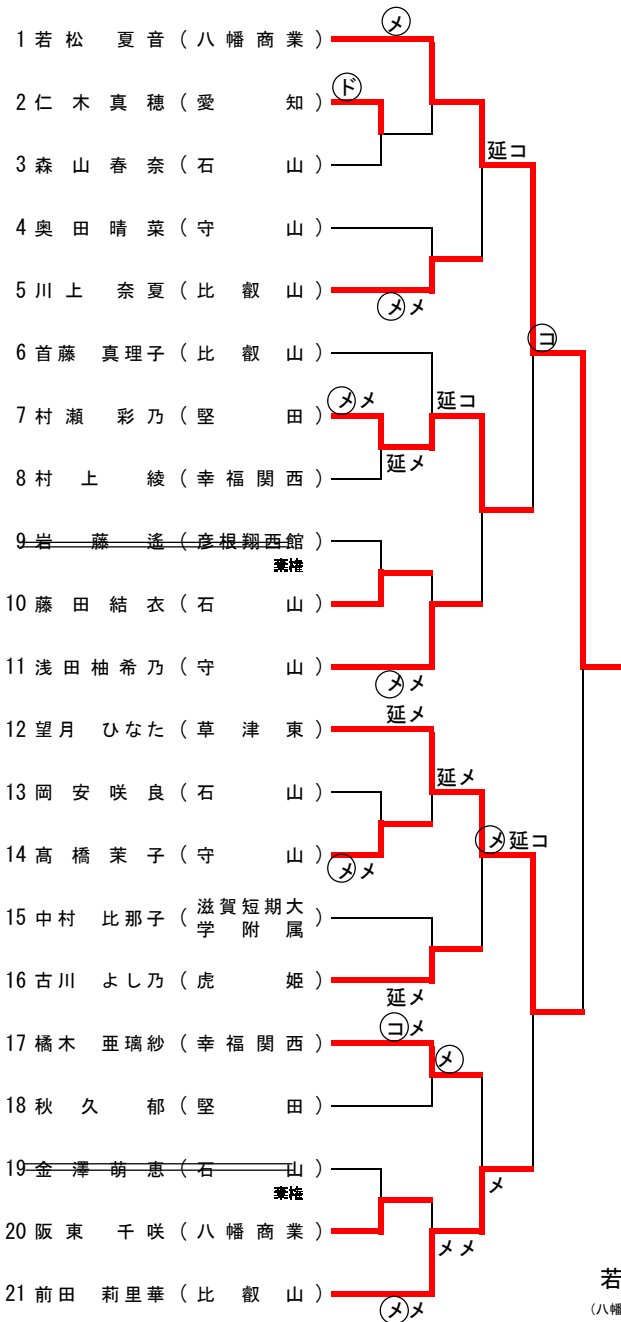 メ
1 若松 夏音 (八幡商業)
ド
2 仁木真穂 (愛知)
延コ
3 森山春奈 (石山)
4 奥田晴菜 (守山)
5 川上 奈夏 (比叡山)
メメ
コ
6 首藤 真理子 (比叡山)
メメ
延コ
7 村瀬 彩乃 (堅田)
延メ
8 村上 綾 (幸福関西)
9 岩藤 遙 (彦根翔西館)
棄権
10 藤田結衣 (石山)
11 浅田柚希乃 (守山)
メメ
延メ
12 望月 ひなた (草津東)
延メ
13 岡安咲良 (石山)
メ延コ
14 髙橋茉子 (守山)
メメ
15 中村 比那子 (滋賀短期大
学附属)
16 古川 よし乃 (虎姫)
延メ
コメ
17 橘木 亜璃紗 (幸福関西)
メ
18 秋久 郁 (堅田)
19 金澤萌恵 (石山)
メ
棄権
20 阪東 千咲 (八幡商業)
メメ
21 前田 莉里華 (比叡山)
メメ
若
(八幡